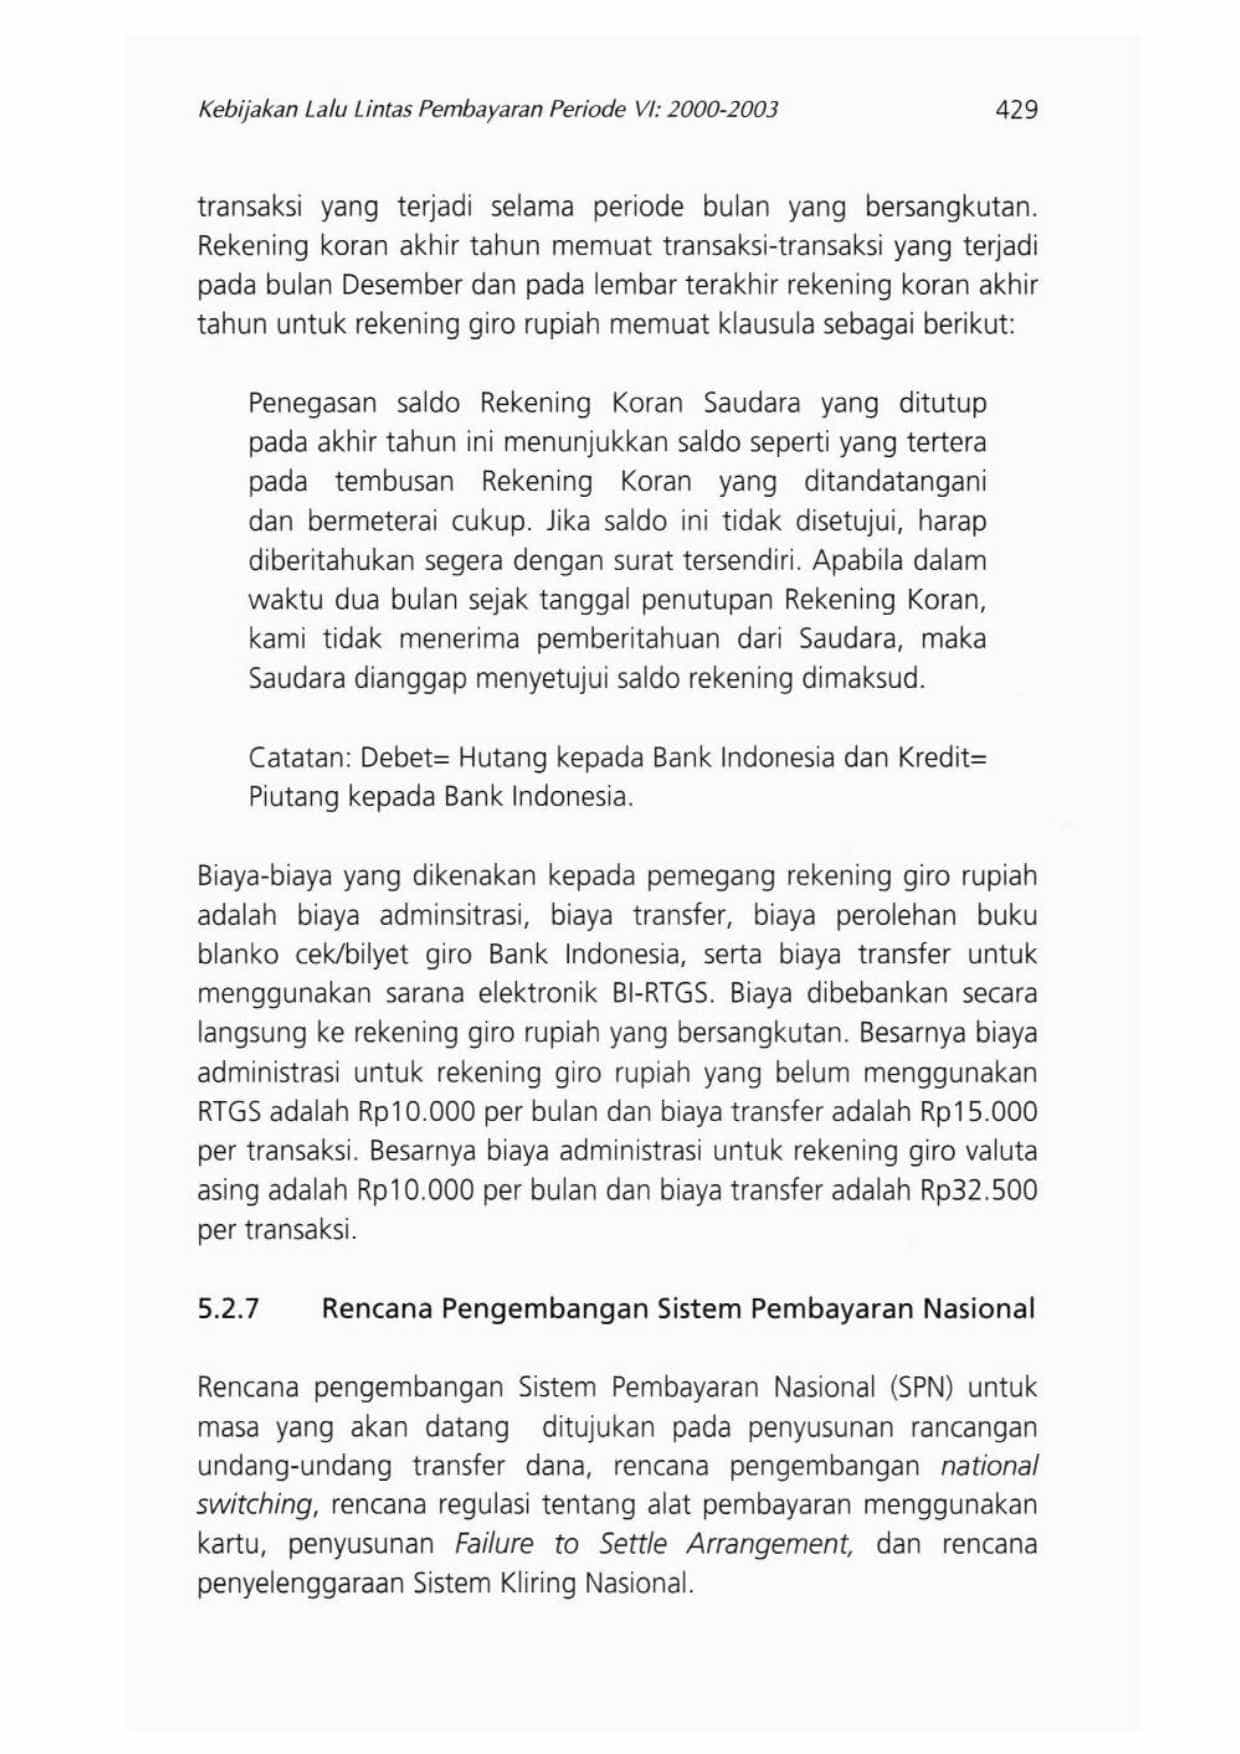 Kebijakan Lalu Lintas Pembayaran Periode VI: 2000-2003 429
transaksi yang terjadi selama periode bulan yang bersangkutan.
Rekening koran akhir tahun memuat transaksi-transaksi yang terjadi
pada bulan Desember dan pada lembar terakhir rekening koran akhir
tahun untuk rekening giro rupiah memuat klausula sebagai berikut:
Penegasan saldo Rekening Koran Saudara yang ditutup
pada akhir tahun ini menunjukkan saldo seperti yang tertera
pada tembusan Rekening Koran yang ditandatangani
dan bermeterai cukup. Jika saldo ini tidak disetujui, harap
diberitahukan segera dengan surat tersendiri. Apabila dalam
waktu dua bulan sejak tanggal penutupan Rekening Koran,
kami tidak menerima pemberitahuan dari Saudara, maka
Saudara dianggap menyetujui saldo rekening dimaksud.
Catatan: Debet= Hutang kepada Bank Indonesia dan Kredit=
Piutang kepada Bank Indonesia.
Biaya-biaya yang dikenakan kepada pemegang rekening giro rupiah
adalah biaya adminsitrasi, biaya transfer, biaya perolehan buku
blanko cek/bilyet giro Bank Indonesia, serta biaya transfer untuk
menggunakan sarana elektronik BI-RTGS. Biaya dibebankan secara
langsung ke rekening giro rupiah yang bersangkutan. Besarnya biaya
administrasi untuk rekening giro rupiah yang belum menggunakan
RTGS adalah Rp10.000 per bulan dan biaya transfer adalah Rp15.000
per transaksi. Besarnya biaya administrasi untuk rekening giro valuta
asing adalah Rp10.000 per bulan dan biaya transfer adalah Rp32.500
per transaksi.
5.2.7 Rencana Pengembangan Sistem Pembayaran Nasional
Rencana pengembangan Sistem Pembayaran Nasional (SPN) untuk
masa yang akan datang ditujukan pada penyusunan rancangan
undang-undang transfer dana, rencana pengembangan national
switching, rencana regulasi tentang alat pembayaran menggunakan
kartu, penyusunan Failure to Settle Arrangement, dan rencana
penyelenggaraan Sistem Kliring Nasional.